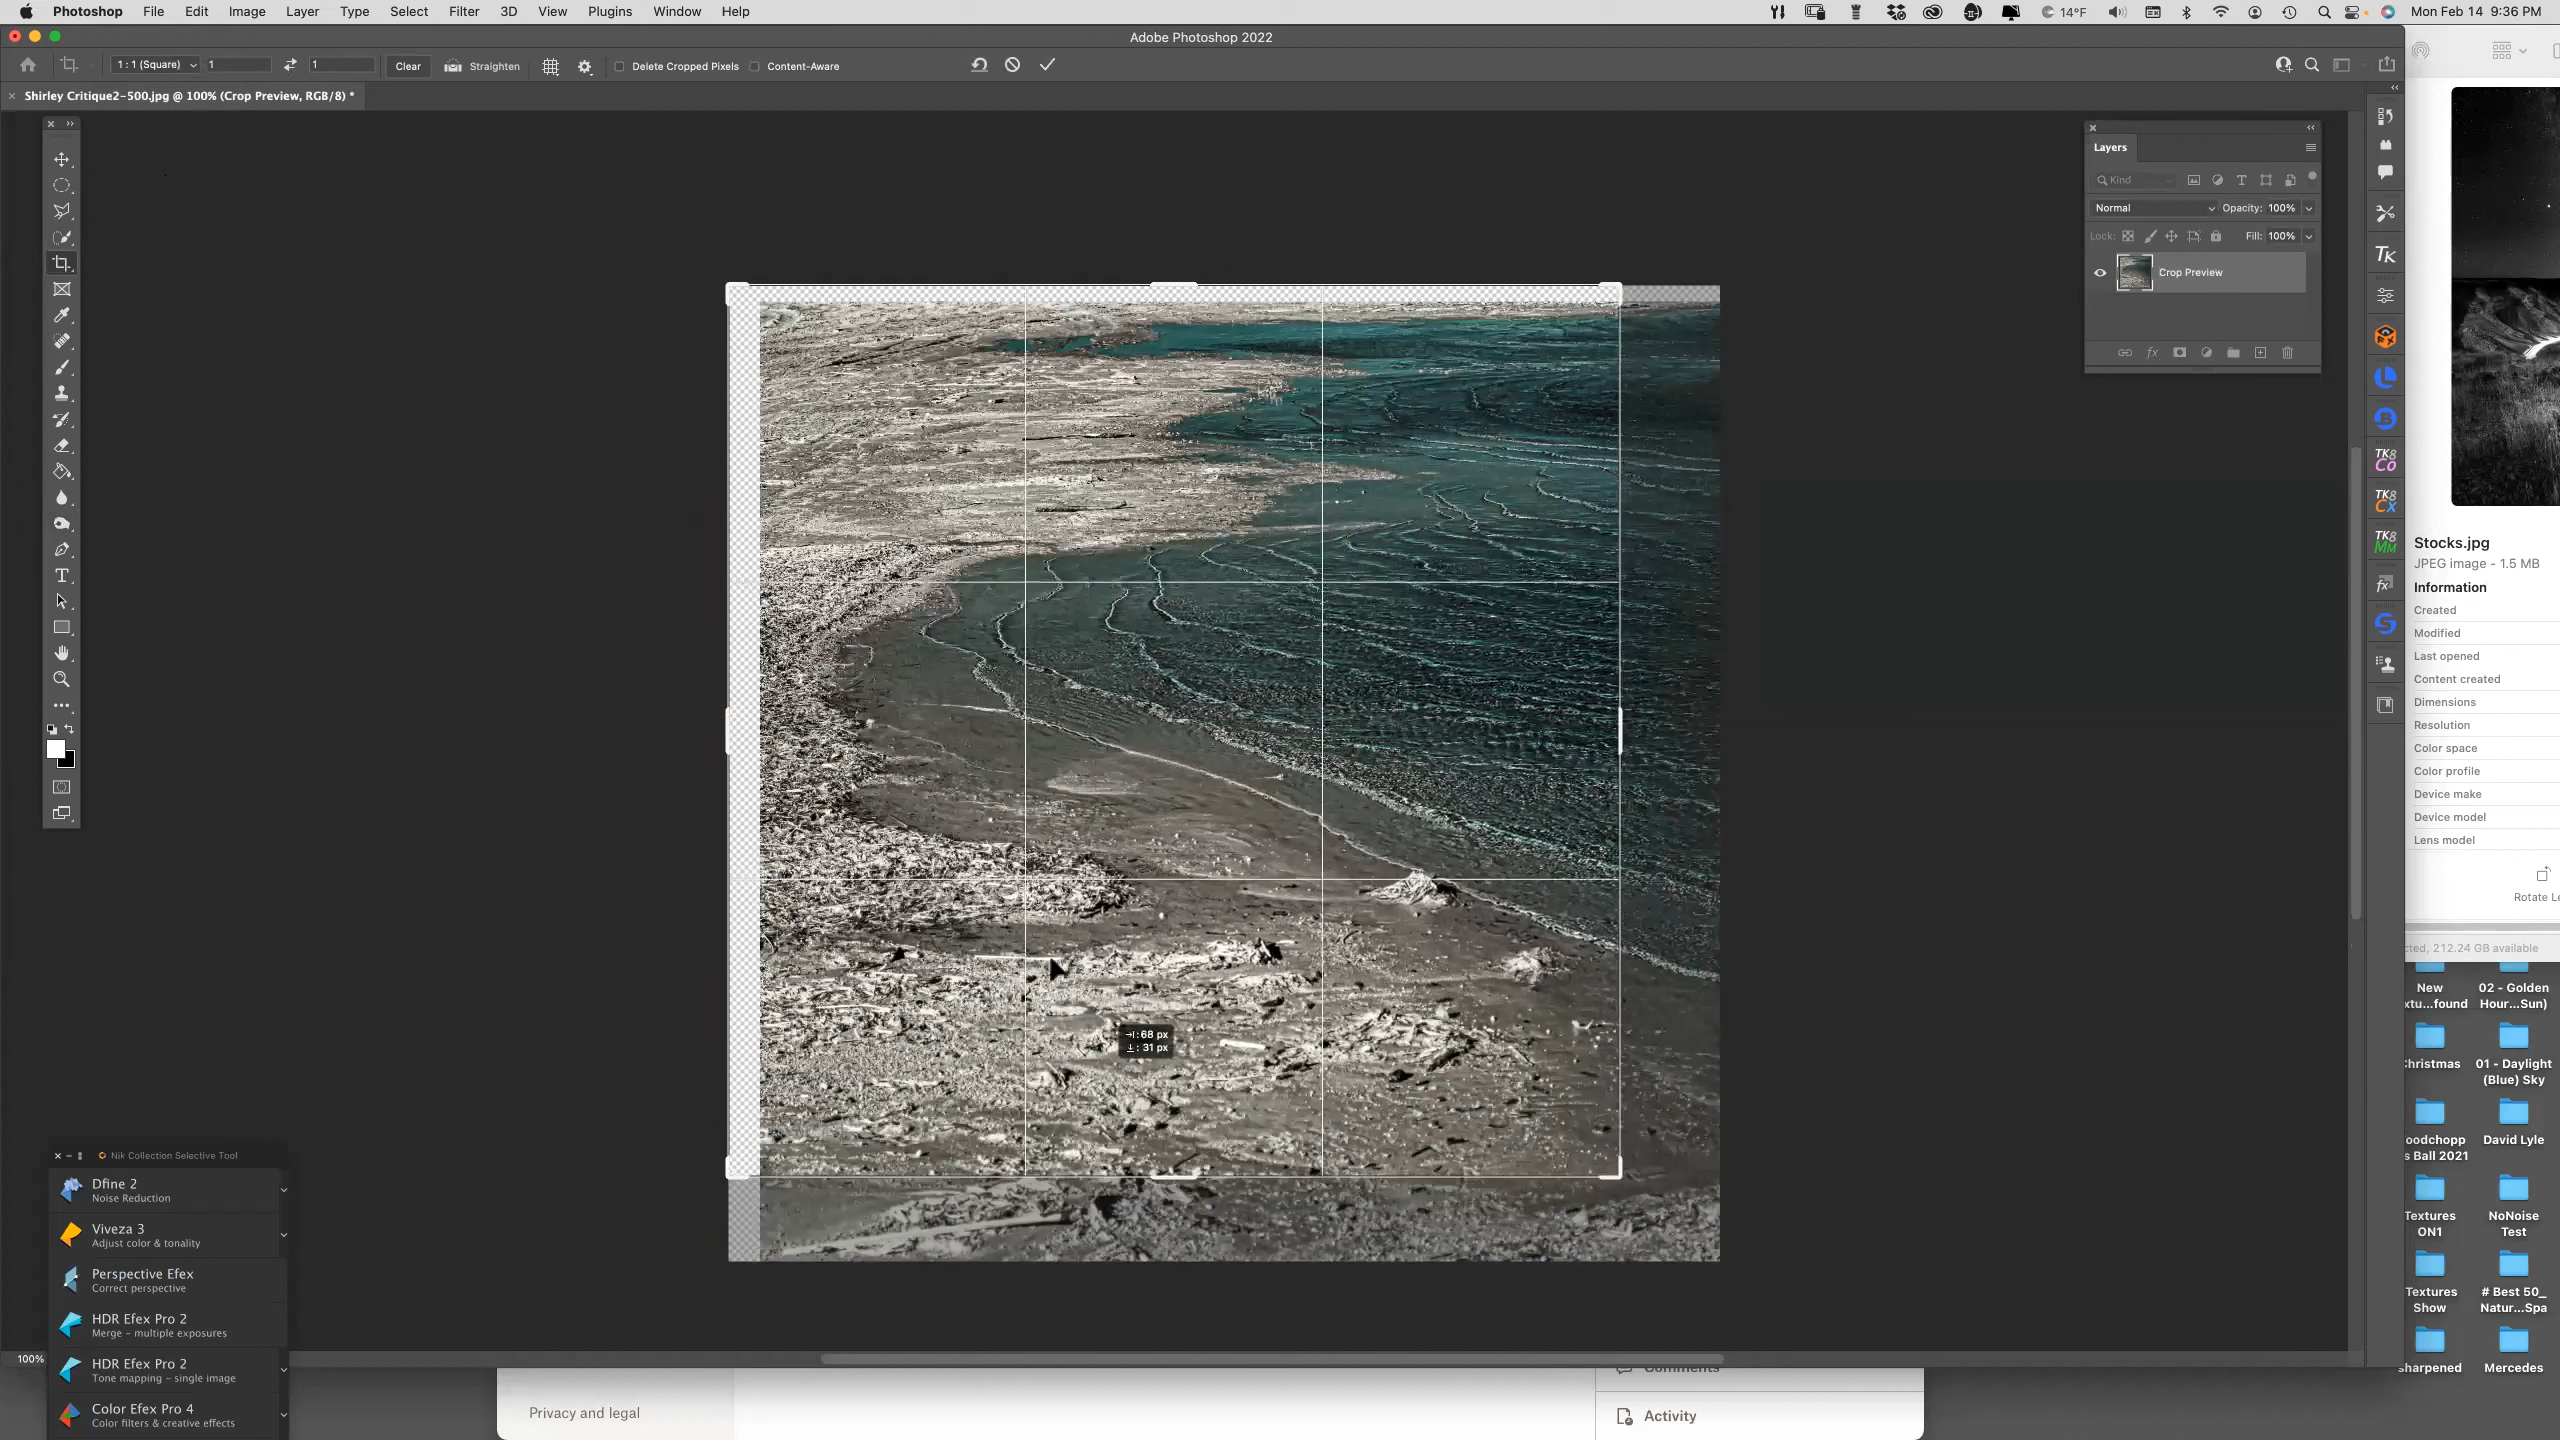 Photoshop File Edit Image Layer Type Select Filter 3D View Plugins Window Help 14°F Mon Feb 14 9:36 PM
Adobe Photoshop 2022
1 : 1 (Square) 1 1 Clear Straighten Delete Cropped Pixels Content-Aware
Shirley Critique2-500.jpg @ 100% (Crop Preview, RGB/8) *
Layers
Kind
Normal Opacity: 100%
Lock: Fill: 100%
Crop Preview
TK
TK8
Co
TK8
Cx
TK8
MM
fx
Stocks.jpg
JPEG image - 1.5 MB
Information
Created
Modified
Last opened
Content created
Dimensions
Resolution
Color space
Color profile
Device make
Device model
Lens model
Rotate Le
cted, 212.24 GB available
New
xtu...found
02 - Golden
Hour...Sun)
Christmas
01 - Daylight
(Blue) Sky
oodchopp
s Ball 2021
David Lyle
Textures
ON1
NoNoise
Test
Textures
Show
# Best 50_
Natur...Spa
sharpened
Mercedes
: 68 px
: 31 px
Nik Collection Selective Tool
Dfine 2
Noise Reduction
Viveza 3
Adjust color & tonality
Perspective Efex
Correct perspective
HDR Efex Pro 2
Merge - multiple exposures
HDR Efex Pro 2
Tone mapping - single image
Color Efex Pro 4
Color filters & creative effects
100%
Privacy and legal
Comments
Activity